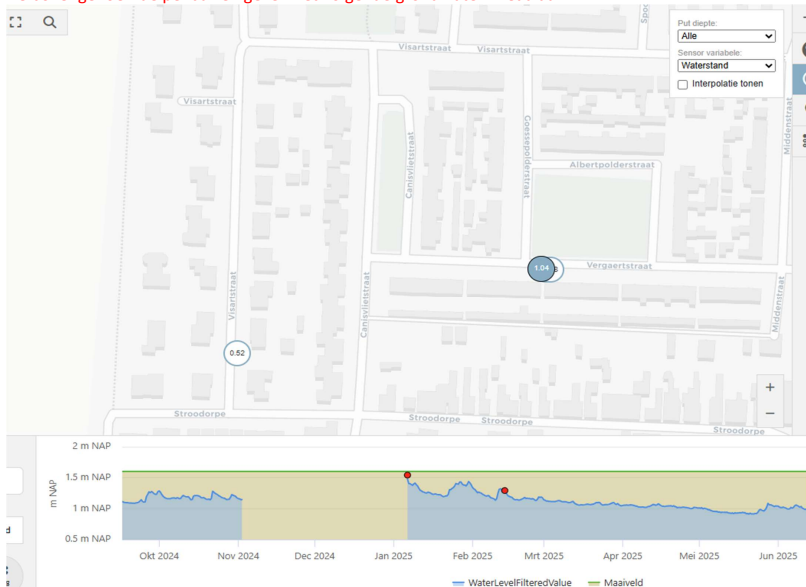 Put diepte:
Alle
Sensor variabele:
Waterstand
Interpolatie tonen
Visartstraat
Visartstraat
Visartstraat
Visartstraat
Canisvlietstraat
Canisvlietstraat
Goessepolderstraat
Albertpolderstraat
Middenstraat
Middenstraat
Vergaertstraat
1.04
0.52
Stroodorpe
Stroodorpe
Stroodorpe
Stroodorpe
+
−
2 m NAP
1.5 m NAP
1 m NAP
0.5 m NAP
m NAP
d
Okt 2024
Nov 2024
Dec 2024
Jan 2025
Feb 2025
Mrt 2025
Apr 2025
Mei 2025
Jun 2025
WaterLevelFilteredValue
Maaiveld